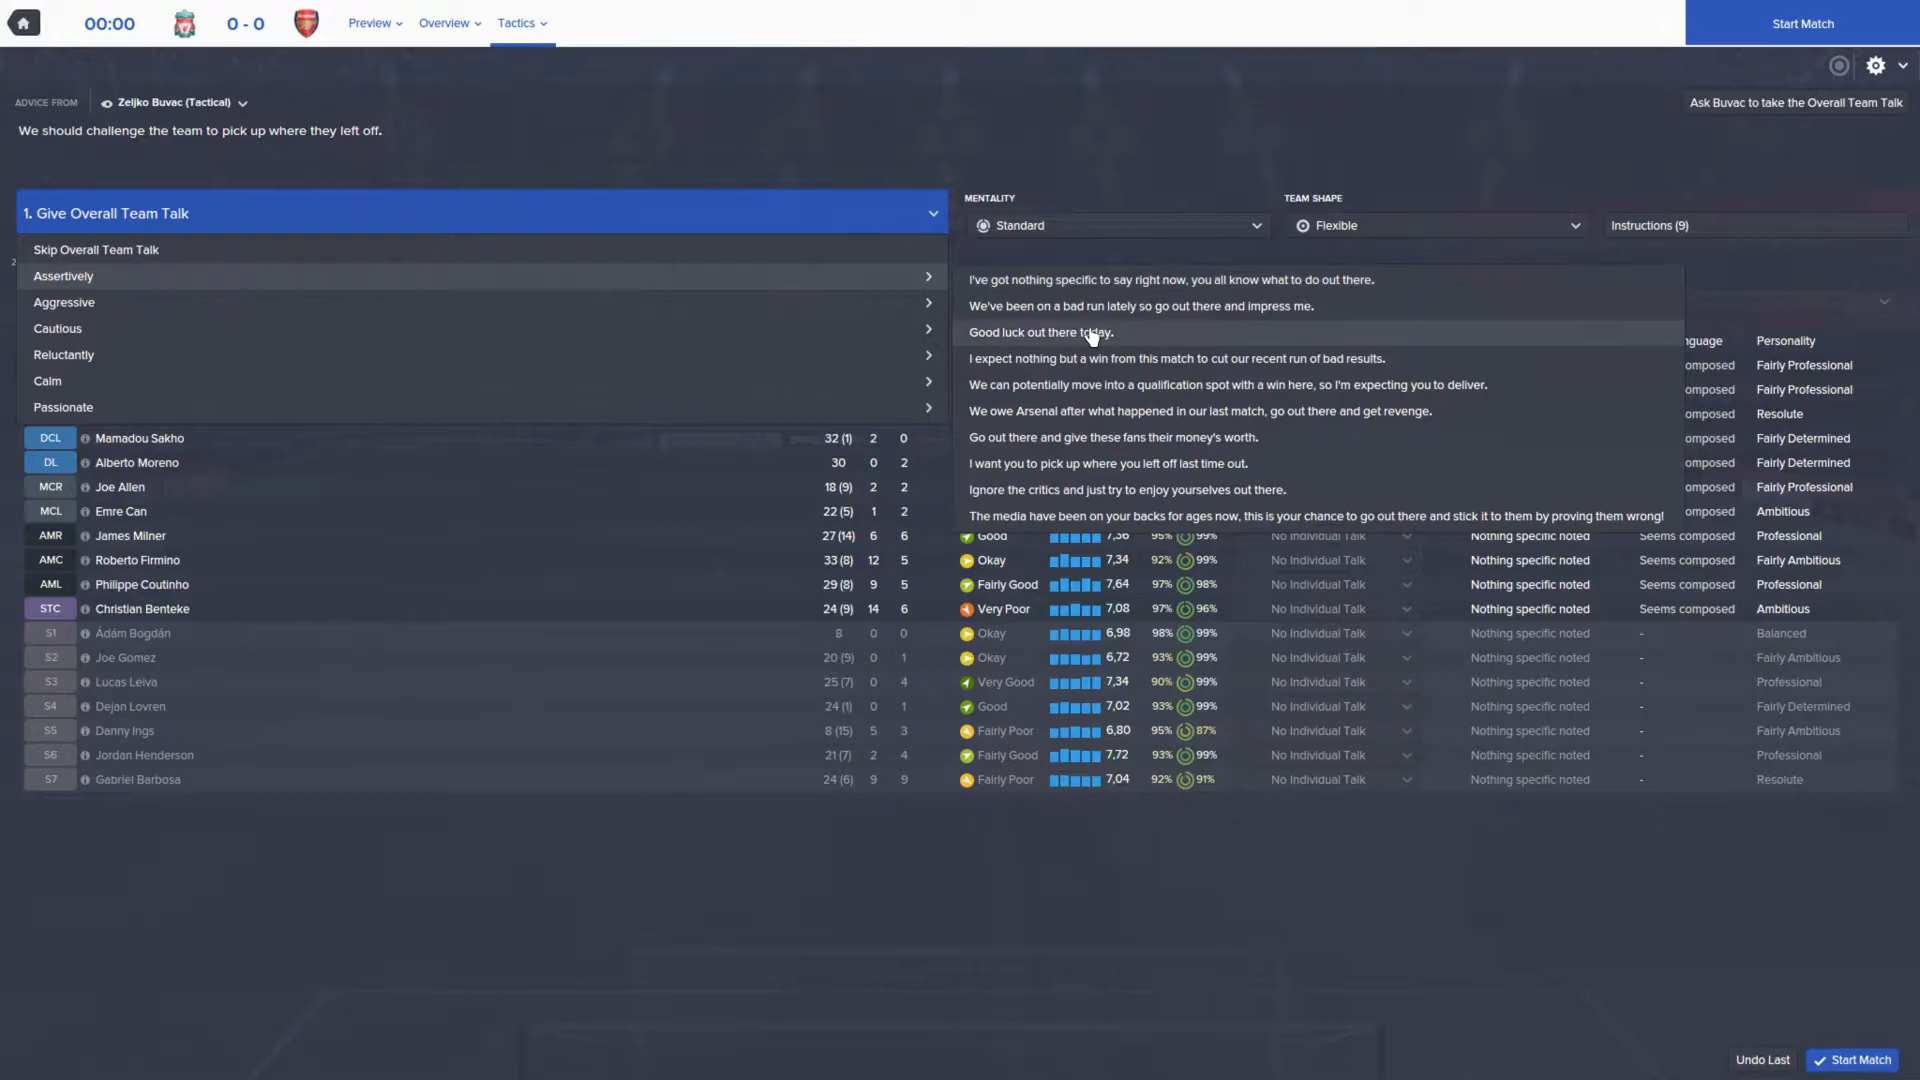 00:00 0 - 0 Preview Overview Tactics Start Match
ADVICE FROM Zeljko Buvac (Tactical) Ask Buvac to take the Overall Team Talk
We should challenge the team to pick up where they left off.
MENTALITY TEAM SHAPE
1. Give Overall Team Talk Standard Flexible Instructions (9)
Skip Overall Team Talk
Assertively
Aggressive
Cautious
Reluctantly
Calm
Passionate
I've got nothing specific to say right now, you all know what to do out there.
We've been on a bad run lately so go out there and impress me.
Good luck out there today.
I expect nothing but a win from this match to cut our recent run of bad results.
We can potentially move into a qualification spot with a win here, so I'm expecting you to deliver.
We owe Arsenal after what happened in our last match, go out there and get revenge.
Go out there and give these fans their money's worth.
I want you to pick up where you left off last time out.
Ignore the critics and just try to enjoy yourselves out there.
The media have been on your backs for ages now, this is your chance to go out there and stick it to them by proving them wrong!
nguage Personality
omposed Fairly Professional
omposed Fairly Professional
omposed Resolute
DCL Mamadou Sakho 32 (1) 2 0 omposed Fairly Determined
DL Alberto Moreno 30 0 2 omposed Fairly Determined
MCR Joe Allen 18 (9) 2 2 omposed Fairly Professional
MCL Emre Can 22 (5) 1 2 omposed Ambitious
AMR James Milner 27 (14) 6 6 Good 7,36 95% 99% No Individual Talk Nothing specific noted Seems composed Professional
AMC Roberto Firmino 33 (8) 12 5 Okay 7,34 92% 99% No Individual Talk Nothing specific noted Seems composed Fairly Ambitious
AML Philippe Coutinho 29 (8) 9 5 Fairly Good 7,64 97% 98% No Individual Talk Nothing specific noted Seems composed Professional
STC Christian Benteke 24 (9) 14 6 Very Poor 7,08 97% 96% No Individual Talk Nothing specific noted Seems composed Ambitious
S1 Ádám Bogdán 8 0 0 Okay 6,98 98% 99% No Individual Talk Nothing specific noted - Balanced
S2 Joe Gomez 20 (9) 0 1 Okay 6,72 93% 99% No Individual Talk Nothing specific noted - Fairly Ambitious
S3 Lucas Leiva 25 (7) 0 4 Very Good 7,34 90% 99% No Individual Talk Nothing specific noted - Professional
S4 Dejan Lovren 24 (1) 0 1 Good 7,02 93% 99% No Individual Talk Nothing specific noted - Fairly Determined
S5 Danny Ings 8 (15) 5 3 Fairly Poor 6,80 95% 87% No Individual Talk Nothing specific noted - Fairly Ambitious
S6 Jordan Henderson 21 (7) 2 4 Fairly Good 7,72 93% 99% No Individual Talk Nothing specific noted - Professional
S7 Gabriel Barbosa 24 (6) 9 9 Fairly Poor 7,04 92% 91% No Individual Talk Nothing specific noted - Resolute
Undo Last Start Match